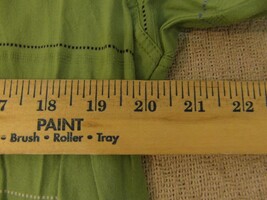 7 18 19 20 21 22
PAINT
• Brush • Roller • Tray